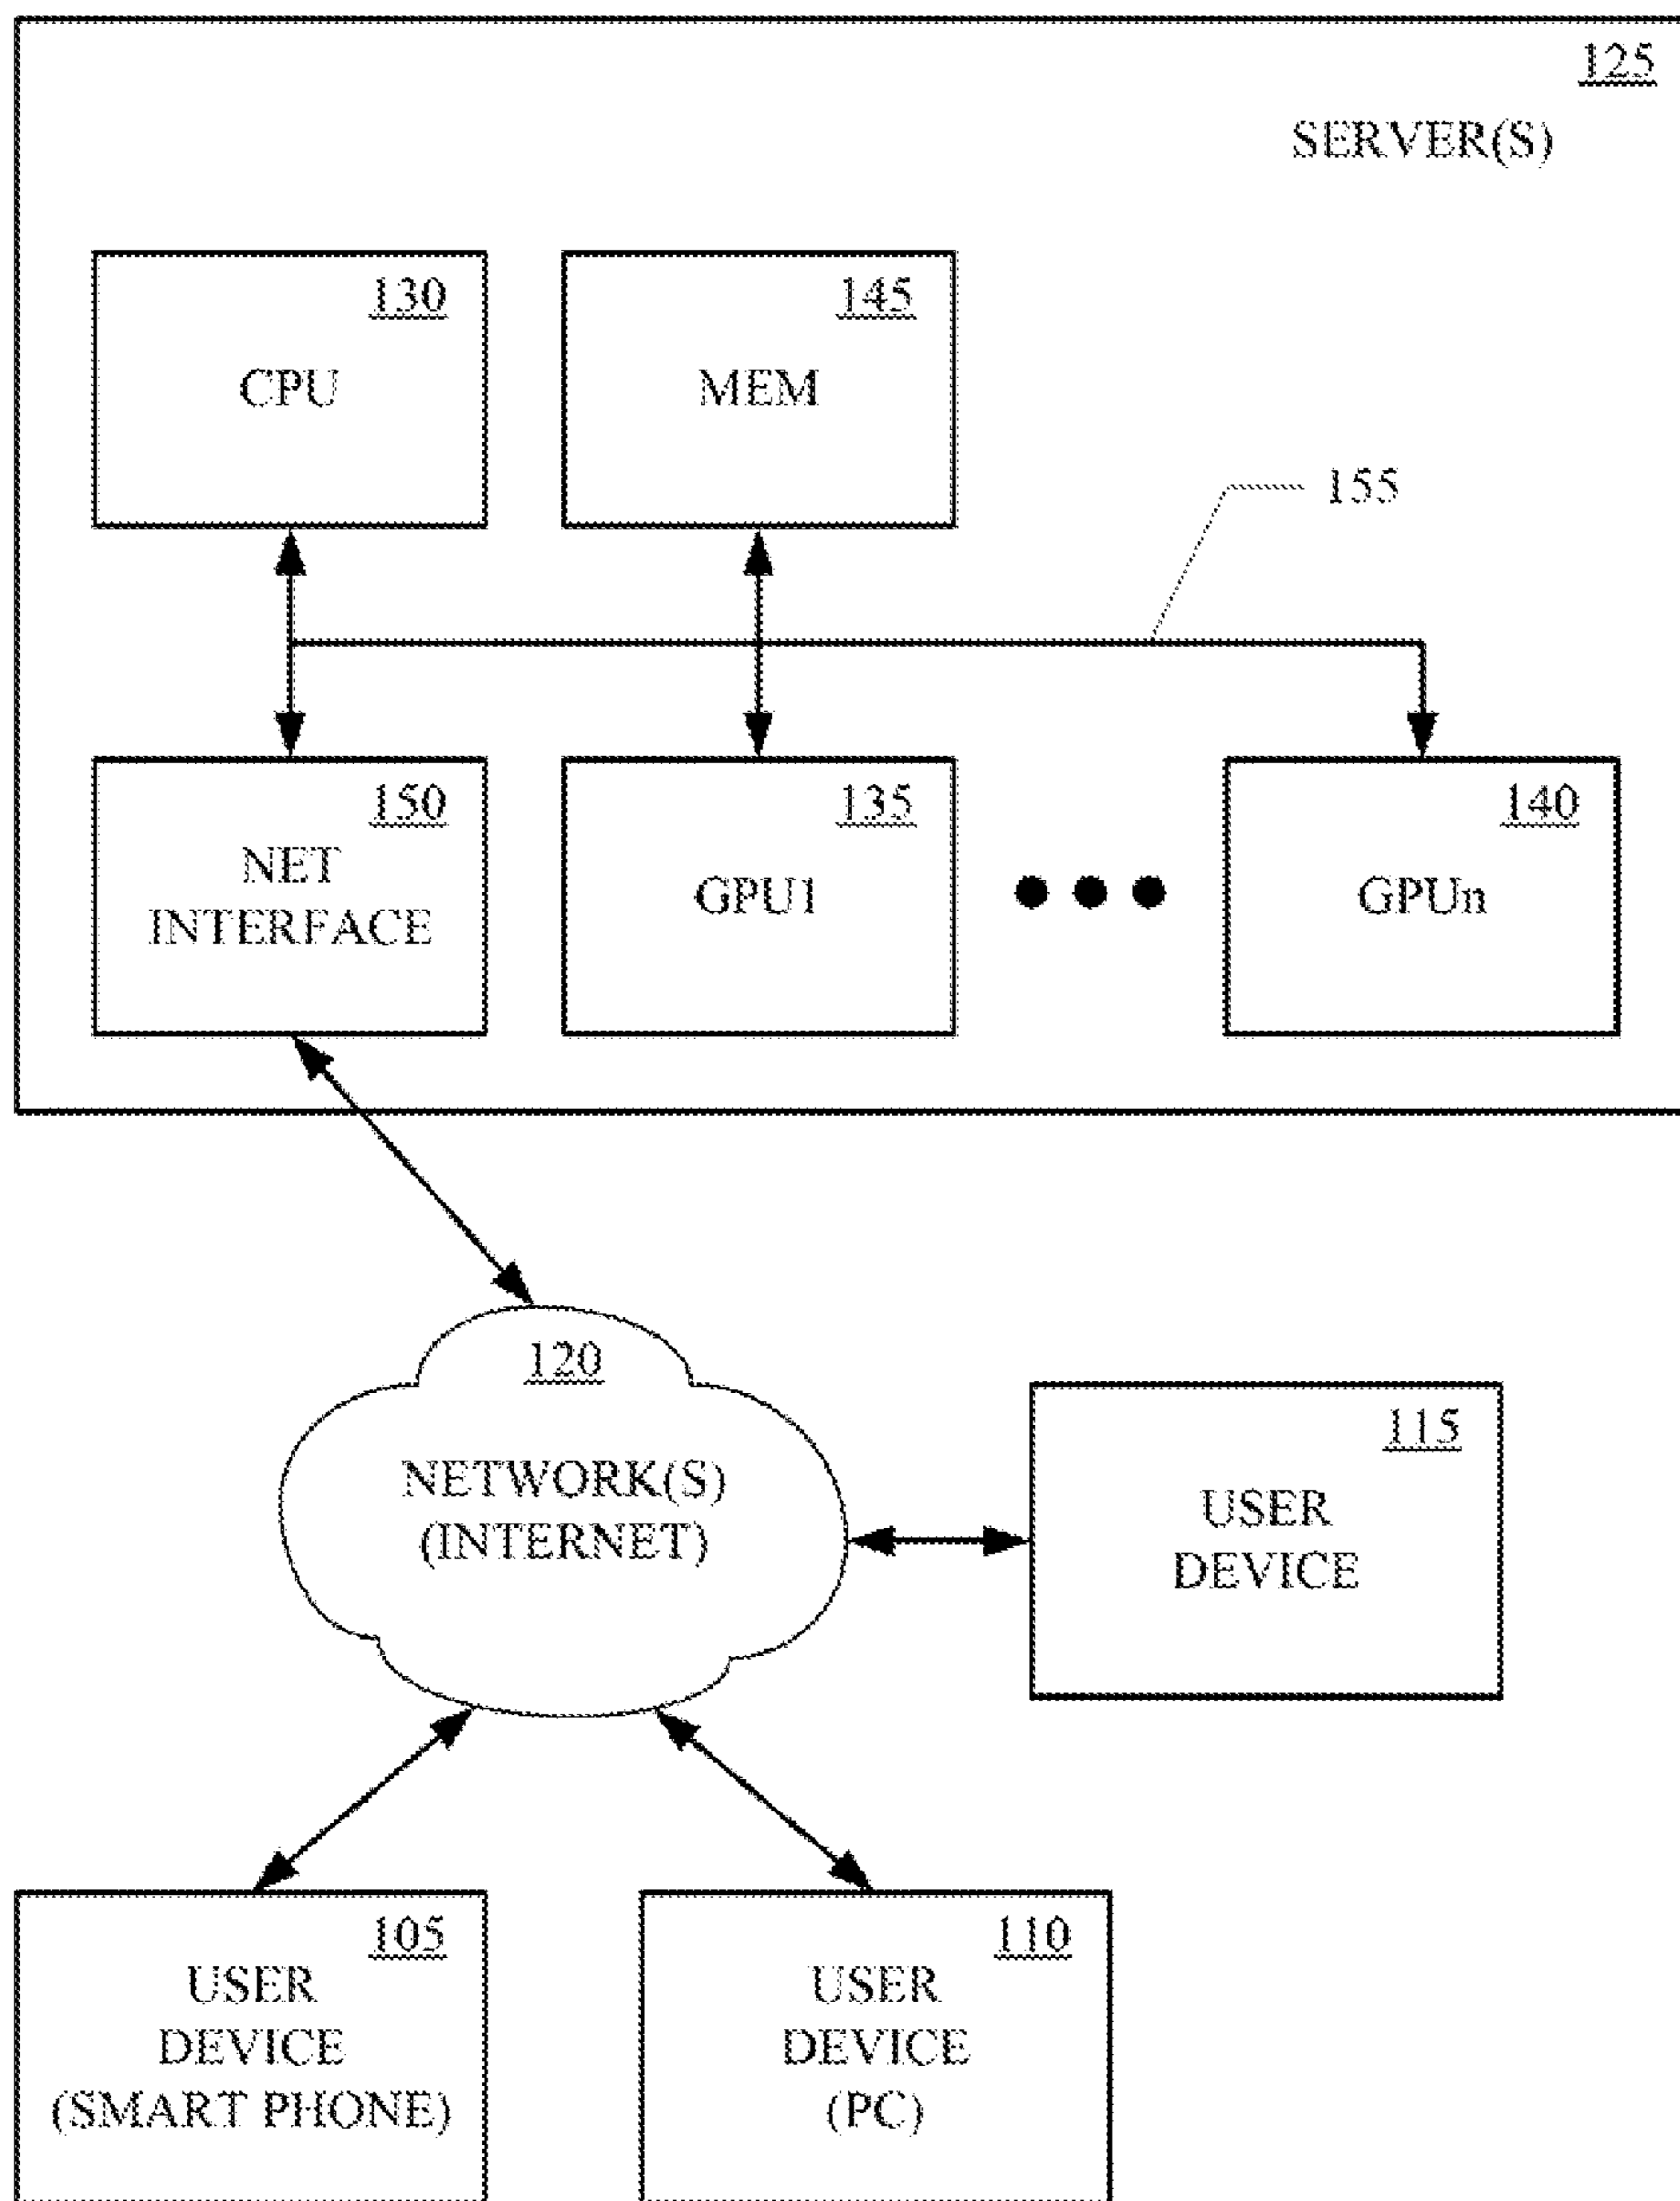 125
SERVER(S)
130
CPU
145
MEM
155
150
NET
INTERFACE
135
GPU1
140
GPUn
120
NETWORK(S)
(INTERNET)
115
USER
DEVICE
105
USER
DEVICE
(SMART PHONE)
110
USER
DEVICE
(PC)